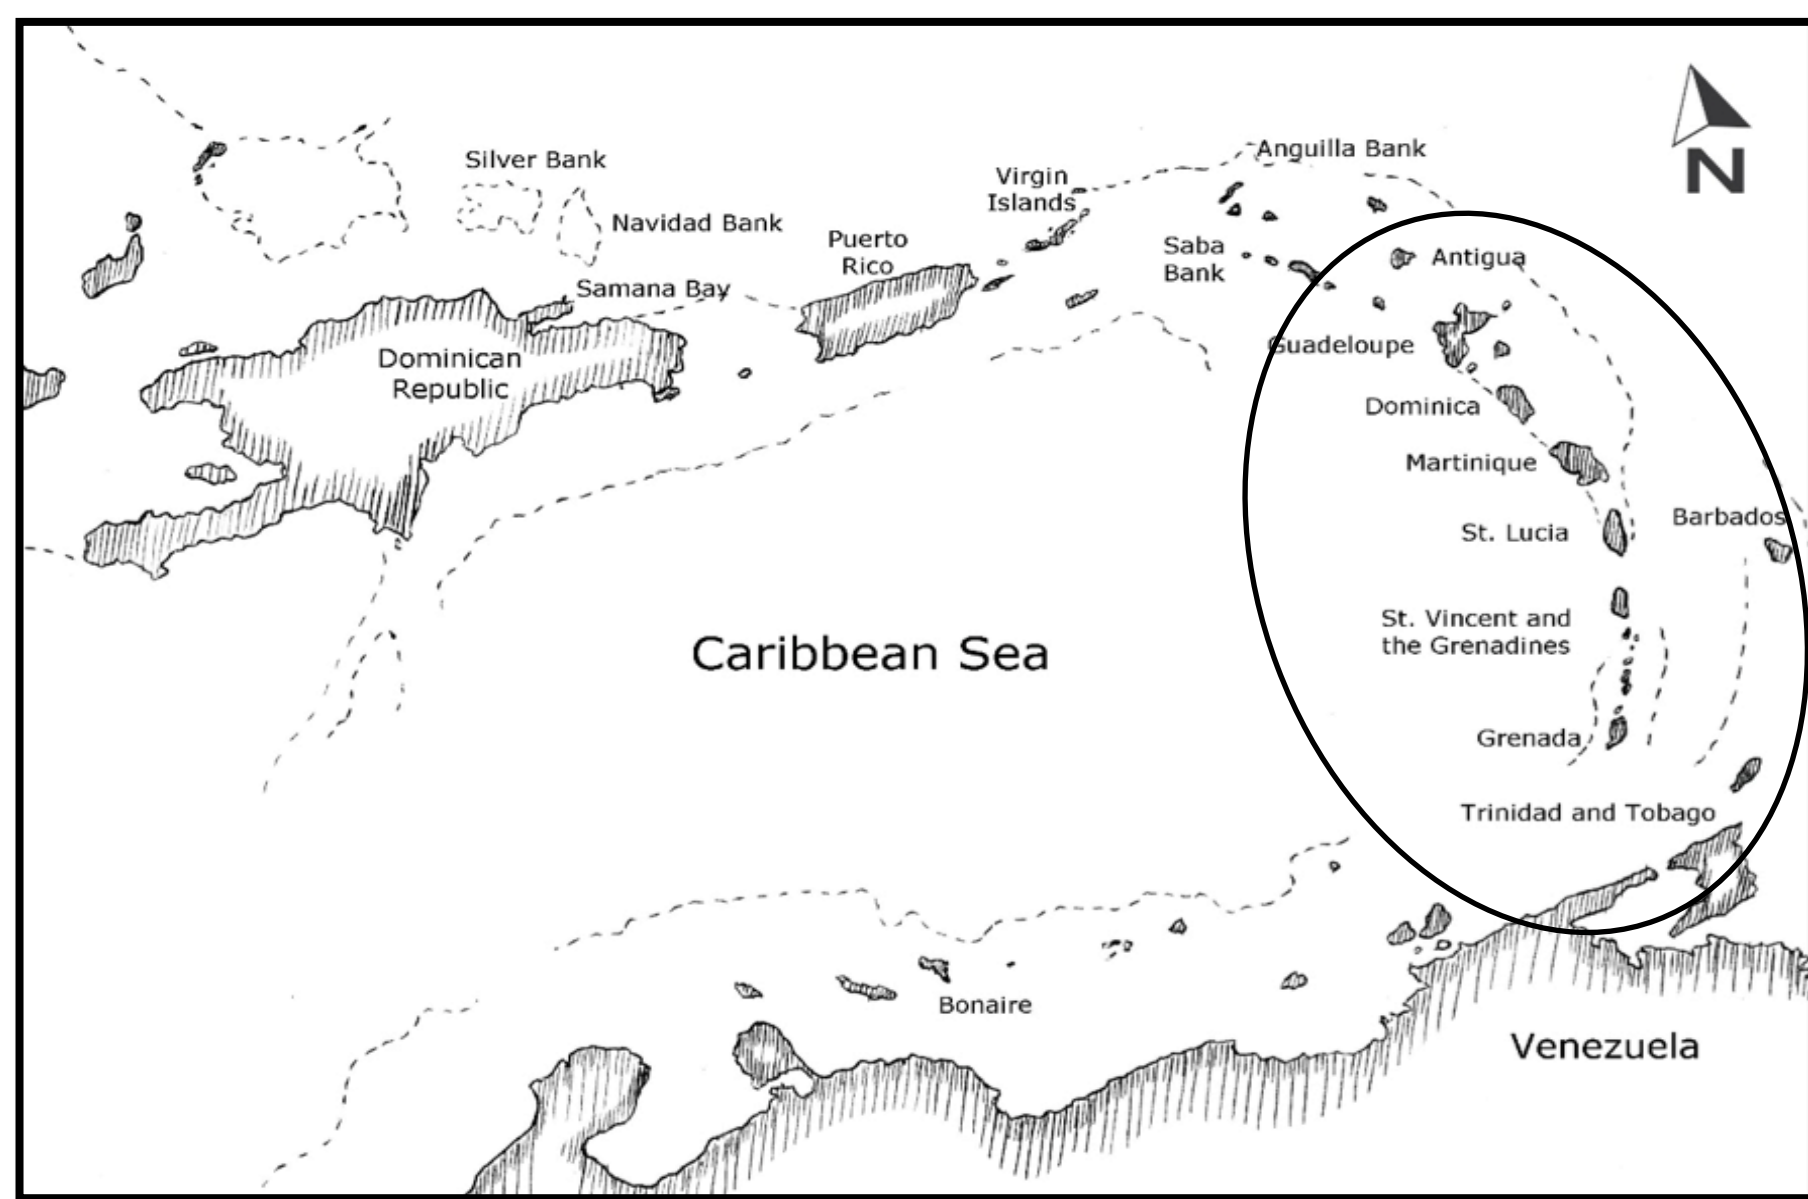 Anguilla Bank
N
Silver Bank
Virgin
Islands
Navidad Bank
Puerto
Rico
Saba
Bank
Antigua
Samana Bay
Dominican
Republic
Guadeloupe
Dominica
Martinique
Barbados
St. Lucia
St. Vincent and
the Grenadines
Caribbean Sea
Grenada
Trinidad and Tobago
Bonaire
Venezuela